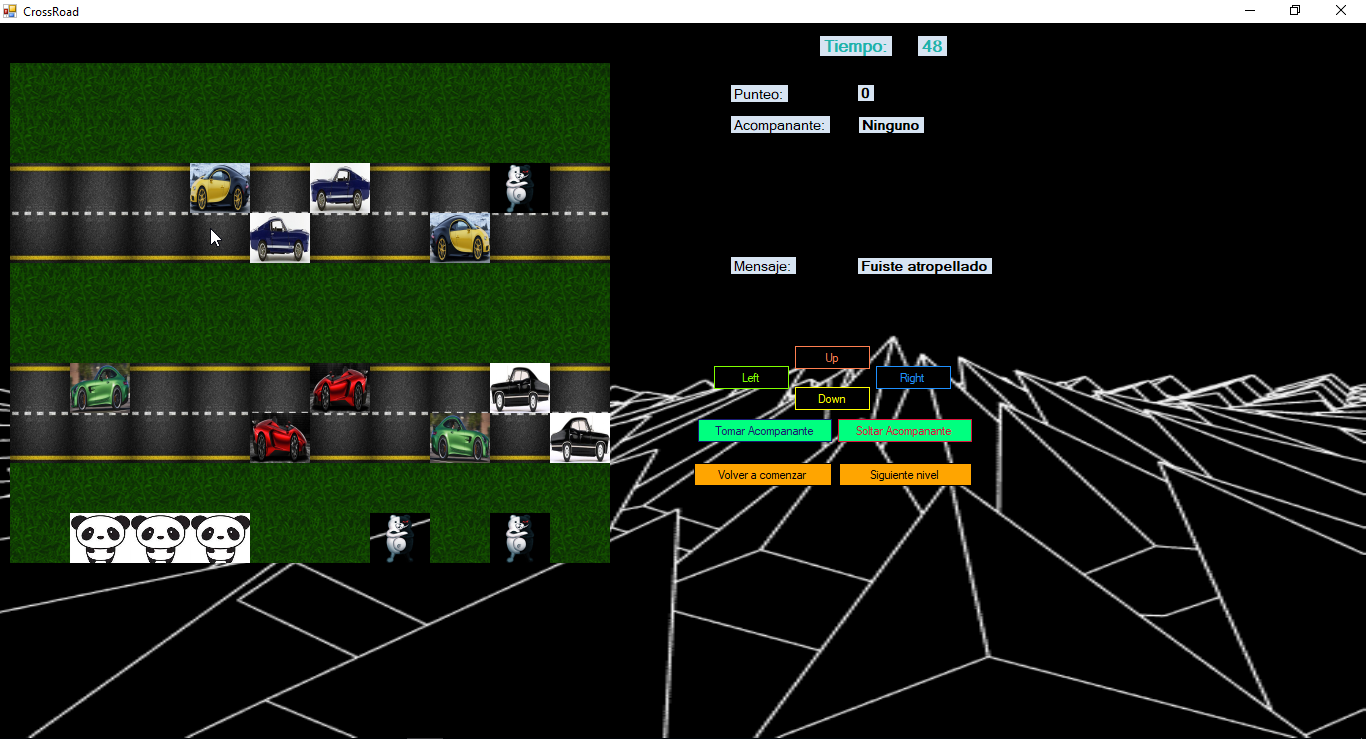 CrossRoad
Tiempo: 48
Punteo: 0
Acompanante: Ninguno
Mensaje: Fuiste atropellado
Up
Left Right
Down
Tomar Acompanante Soltar Acompanante
Volver a comenzar Siguiente nivel